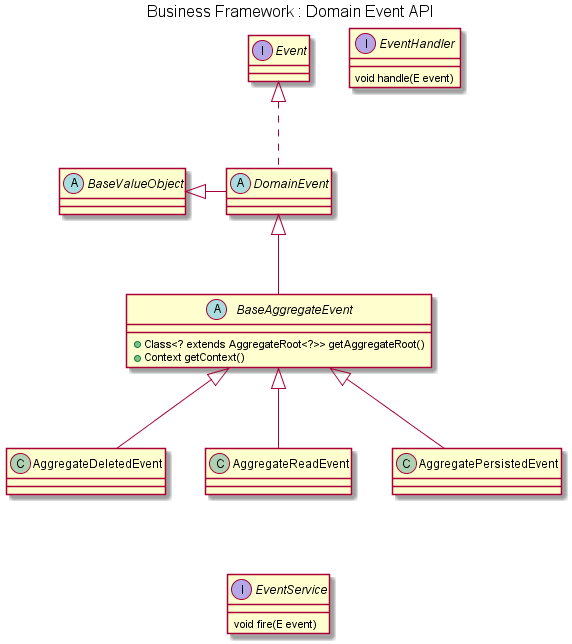 Business Framework : Domain Event API
I Event
I EventHandler
void handle(E event)
A BaseValueObject
A DomainEvent
A BaseAggregateEvent
Class<? extends AggregateRoot<?>> getAggregateRoot()
Context getContext()
C AggregateDeletedEvent
C AggregateReadEvent
C AggregatePersistedEvent
I EventService
void fire(E event)